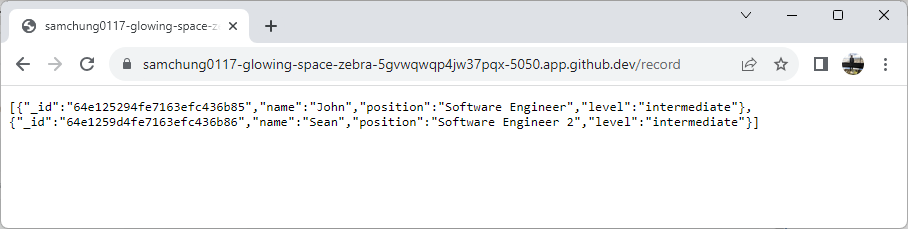 samchung0117-glowing-space-ze
samchung0117-glowing-space-zebra-5gvwqwqp4jw37pqx-5050.app.github.dev/record
[{"_id":"64e125294fe7163efc436b85","name":"John","position":"Software Engineer","level":"intermediate"},
{"_id":"64e1259d4fe7163efc436b86","name":"Sean","position":"Software Engineer 2","level":"intermediate"}]